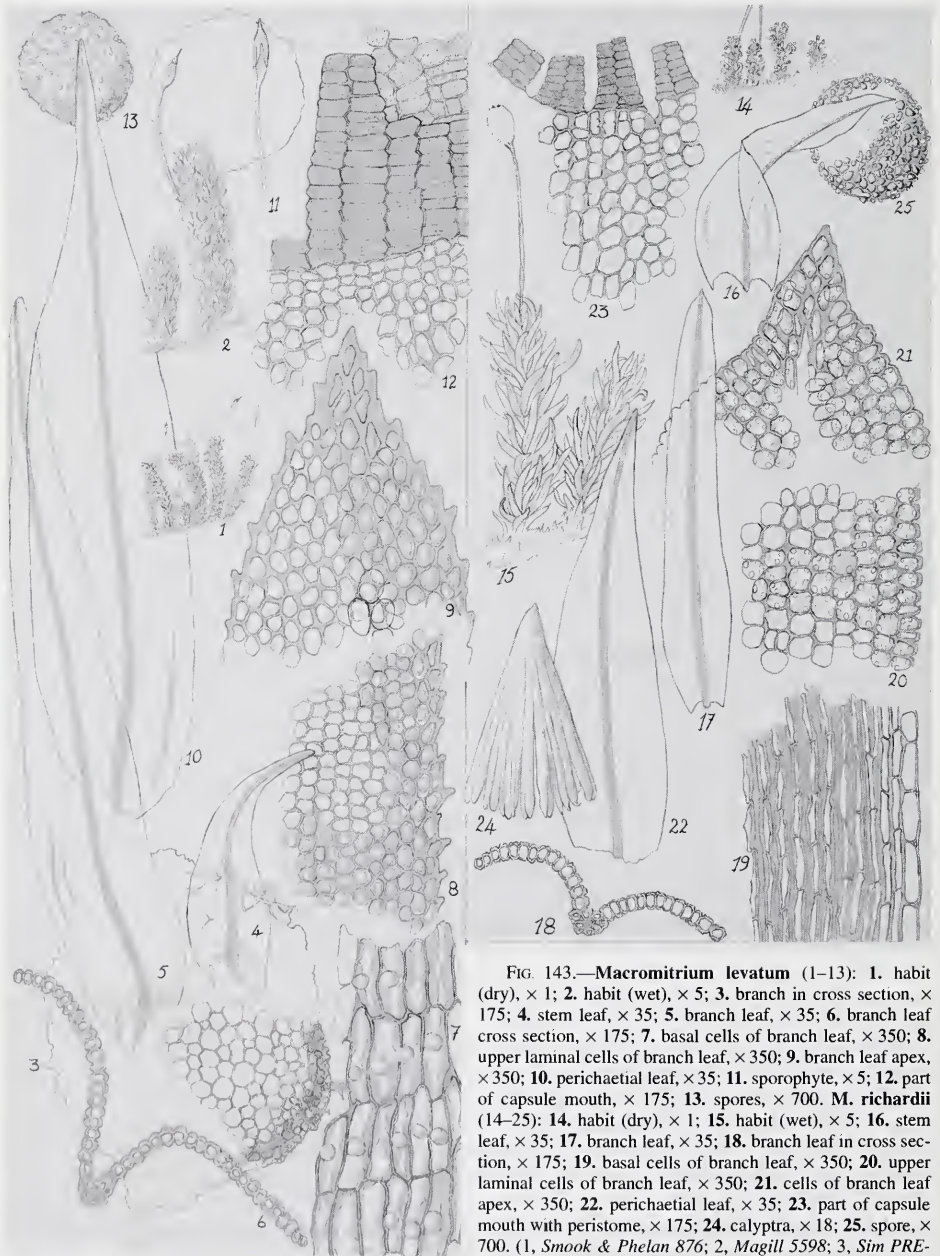 13
11
2
12
1
9
10
8
4
5
7
3
6
14
25
23
16
21
15
20
17
24
22
19
18
FIG. 143.—Macromitrium levatum (1–13): 1. habit
(dry), × 1; 2. habit (wet), × 5; 3. branch in cross section, ×
175; 4. stem leaf, × 35; 5. branch leaf, × 35; 6. branch leaf
cross section, × 175; 7. basal cells of branch leaf, × 350; 8.
upper laminal cells of branch leaf, × 350; 9. branch leaf apex,
× 350; 10. perichaetial leaf, × 35; 11. sporophyte, × 5; 12. part
of capsule mouth, × 175; 13. spores, × 700. M. richardii
(14–25): 14. habit (dry), × 1; 15. habit (wet), × 5; 16. stem
leaf, × 35; 17. branch leaf, × 35; 18. branch leaf in cross sec-
tion, × 175; 19. basal cells of branch leaf, × 350; 20. upper
laminal cells of branch leaf, × 350; 21. cells of branch leaf
apex, × 350; 22. perichaetial leaf, × 35; 23. part of capsule
mouth with peristome, × 175; 24. calyptra, × 18; 25. spore, ×
700. (1, Smook & Phelan 876; 2, Magill 5598; 3, Sim PRE-